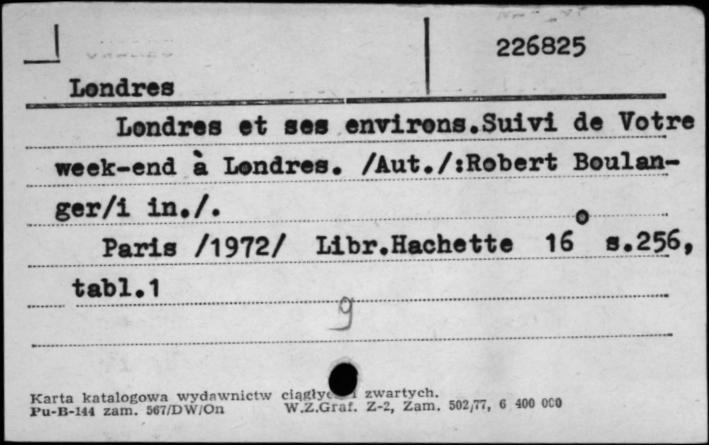 226825
Londres
Londres et ses environs.Suivi de Votre
week-end à Londres. /Aut./:Robert Boulan-
ger/i in./.
Paris /1972/ Libr.Hachette 16° s.256,
tabl.1
9
Karta katalogowa wydawnictw zwartych.
Pu-B-144 zam. 567/DW/On W.Z.Graf. Z-2, Zam. 502/77, 6 400 000